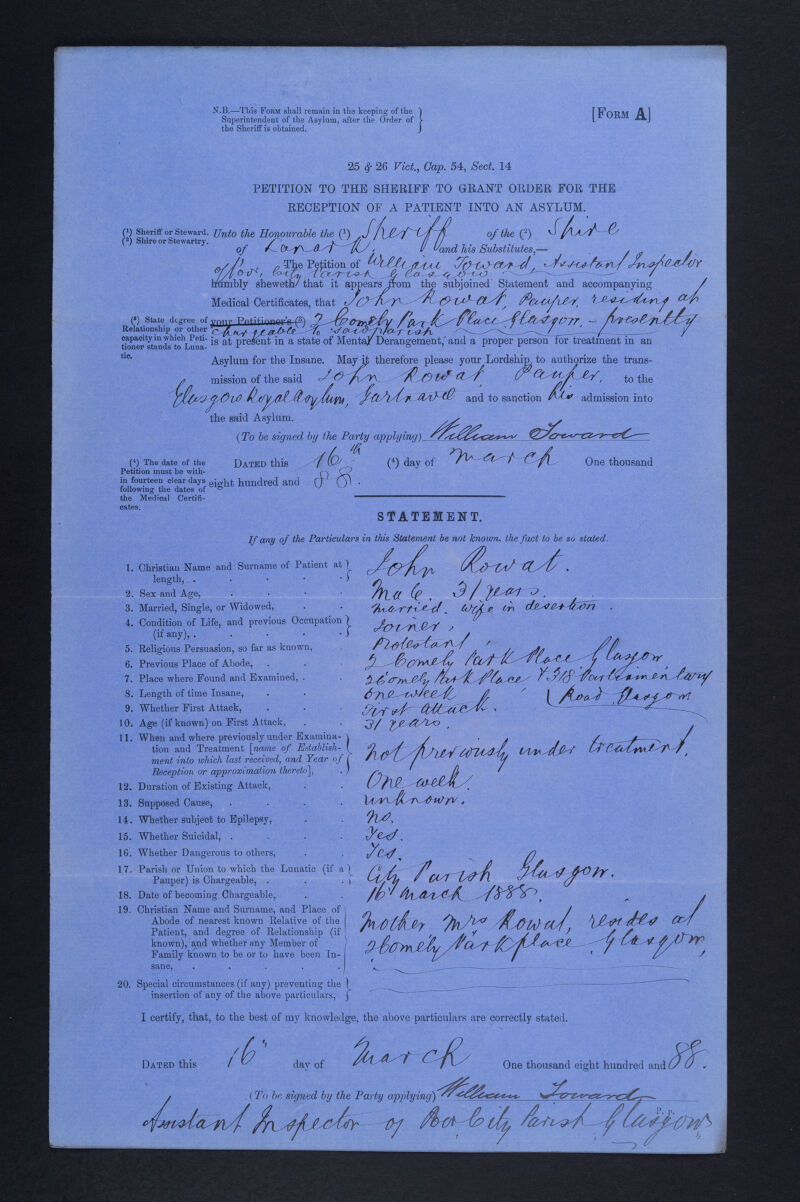 N.B.—This Form shall remain in the keeping of the
Superintendent of the Asylum, after the Order of
the Sheriff is obtained.
[Form A]
25 & 26 Vict., Cap. 54, Sect. 14
PETITION TO THE SHERIFF TO GRANT ORDER FOR THE
RECEPTION OF A PATIENT INTO AN ASYLUM.
(1) Sheriff or Steward.
(2) Shire or Stewartry.
Unto the Honourable the (1) Sheriff of the (2) Shire
of Lanark and his Substitutes,—
The Petition of William Toward, Assistant Inspector
of Poor, City Parish Glasgow
humbly sheweth that it appears from the subjoined Statement and accompanying
Medical Certificates, that John Rowat, Pauper, residing at
(3) State degree of
Relationship or other
capacity in which Peti-
tioner stands to Luna-
tic.
your Petitioner's (3) 2 Comely Park Place Glasgow, - presently
chargeable to said Parish
is at present in a state of Mental Derangement, and a proper person for treatment in an
Asylum for the Insane. May it therefore please your Lordship, to authorize the trans-
mission of the said John Rowat Pauper, to the
Glasgow Royal Asylum, Gartnavel and to sanction his admission into
the said Asylum.
(To be signed by the Party applying) William Toward
(4) The date of the
Petition must be with-
in fourteen clear days
following the dates of
the Medical Certifi-
cates.
Dated this 16th (4) day of March One thousand
eight hundred and 88.
STATEMENT.
If any of the Particulars in this Statement be not known, the fact to be so stated.
1. Christian Name and Surname of Patient at
length, . John Rowat.
2. Sex and Age, Male. 31 years.
3. Married, Single, or Widowed, Married. wife in desertion.
4. Condition of Life, and previous Occupation
(if any), . Joiner,
5. Religious Persuasion, so far as known, Protestant,
6. Previous Place of Abode, 2 Comely Park Place Glasgow
7. Place where Found and Examined, 2 Comely Park Place & 318 Parliamentary
Road Glasgow
8. Length of time Insane, One week
9. Whether First Attack, First attack.
10. Age (if known) on First Attack, 31 years.
11. When and where previously under Examina-
tion and Treatment [name of Establish-
ment into which last received, and Year of
Reception or approximation thereto], not previously under treatment.
12. Duration of Existing Attack, One week.
13. Supposed Cause, unknown.
14. Whether subject to Epilepsy, no.
15. Whether Suicidal, Yes.
16. Whether Dangerous to others, Yes.
17. Parish or Union to which the Lunatic (if a
Pauper) is Chargeable, City Parish Glasgow.
18. Date of becoming Chargeable, 16 March 1888.
19. Christian Name and Surname, and Place of
Abode of nearest known Relative of the
Patient, and degree of Relationship (if
known), and whether any Member of
Family known to be or to have been In-
sane, Mother Mrs Rowat, resides at
2 Comely Park place Glasgow,
20. Special circumstances (if any) preventing the
insertion of any of the above particulars,
I certify, that, to the best of my knowledge, the above particulars are correctly stated.
Dated this 16" day of March One thousand eight hundred and 88.
(To be signed by the Party applying) William Toward
P. P.
Assistant Inspector of Poor City Parish Glasgow